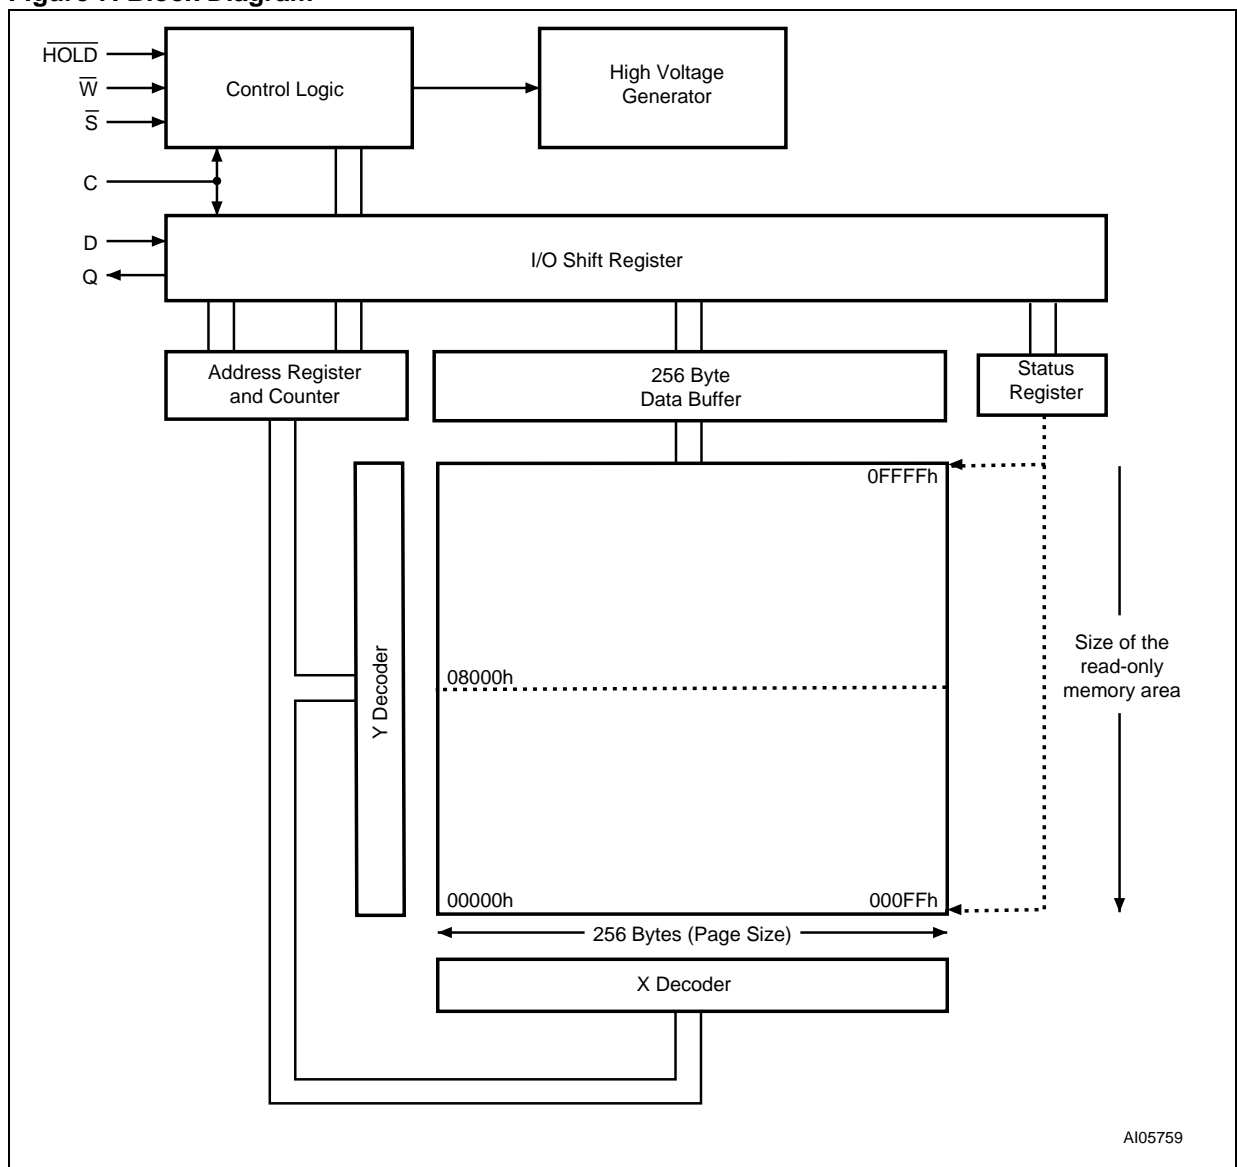 Figure 7. Block Diagram
HOLD
W
S
C
D
Q
Control Logic
High Voltage
Generator
I/O Shift Register
Address Register
and Counter
256 Byte
Data Buffer
Status
Register
0FFFFh
Y Decoder
08000h
Size of the
read-only
memory area
00000h
000FFh
256 Bytes (Page Size)
X Decoder
AI05759